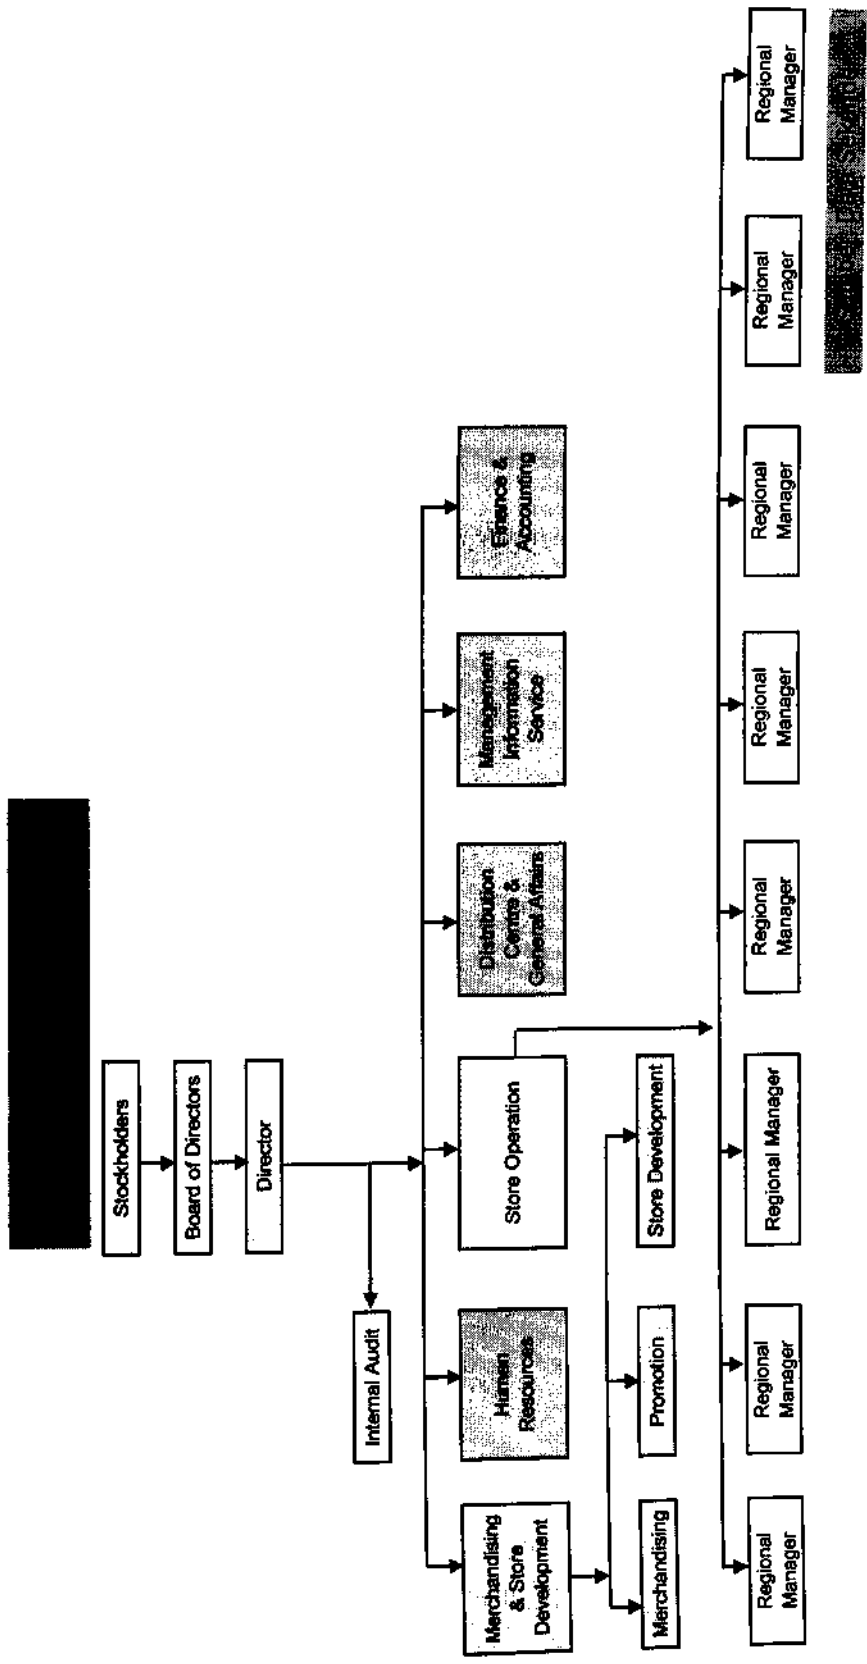 Stockholders
Board of Directors
Director
Internal Audit
Merchandising
& Store
Development
Human
Resources
Store Operation
Distribution
Centre &
General Affairs
Management
Information
Service
Finance &
Accounting
Merchandising
Promotion
Store Development
Regional
Manager
Regional
Manager
Regional Manager
Regional
Manager
Regional
Manager
Regional
Manager
Regional
Manager
Regional
Manager